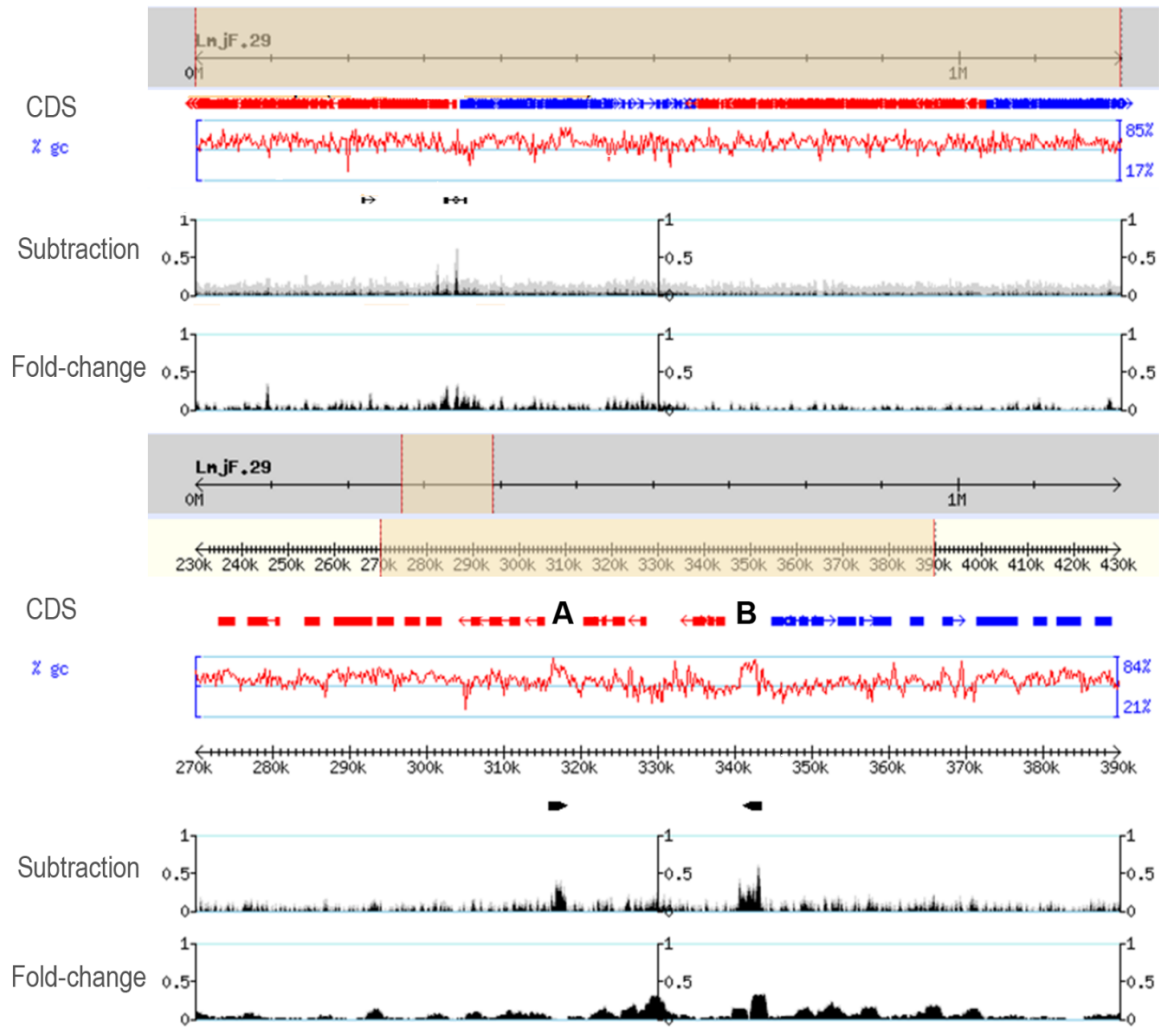 LmjF.29
0M 1M
CDS
% gc 85%
17%
Subtraction 1 1 1
0.5 0.5 0.5
0 0 0
Fold-change 1 1 1
0.5 0.5 0.5
0 0 0
LmjF.29
0M 1M
230k 240k 250k 260k 270k 280k 290k 300k 310k 320k 330k 340k 350k 360k 370k 380k 390k 400k 410k 420k 430k
CDS A B
% gc 84%
21%
270k 280k 290k 300k 310k 320k 330k 340k 350k 360k 370k 380k 390k
Subtraction 1 1 1
0.5 0.5 0.5
0 0 0
Fold-change 1 1 1
0.5 0.5 0.5
0 0 0